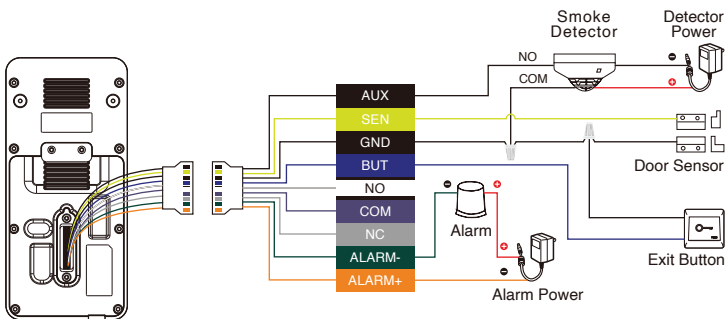 Smoke
Detector
Detector
Power
NO
COM
AUX
SEN
GND
BUT
NO
COM
NC
ALARM-
ALARM+
Door Sensor
Alarm
Exit Button
Alarm Power